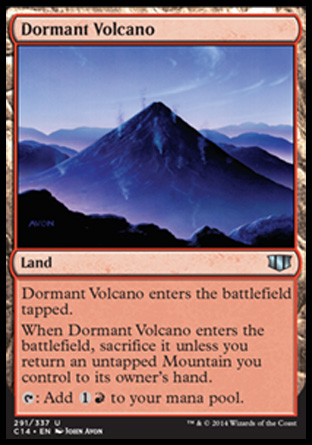 Dormant Volcano
AVON
Land
Dormant Volcano enters the battlefield
tapped.
When Dormant Volcano enters the
battlefield, sacrifice it unless you
return an untapped Mountain you
control to its owner's hand.
: Add 1 to your mana pool.
291/337 U
C14 • EN John Avon
™ & © 2014 Wizards of the Coast